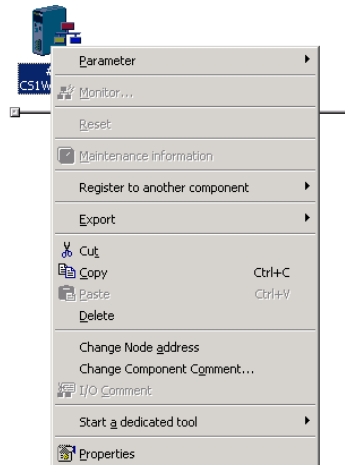 #
CS1W
Parameter
Monitor...
Reset
Maintenance information
Register to another component
Export
Cut
Copy Ctrl+C
Paste Ctrl+V
Delete
Change Node address
Change Component Comment...
I/O Comment
Start a dedicated tool
Properties